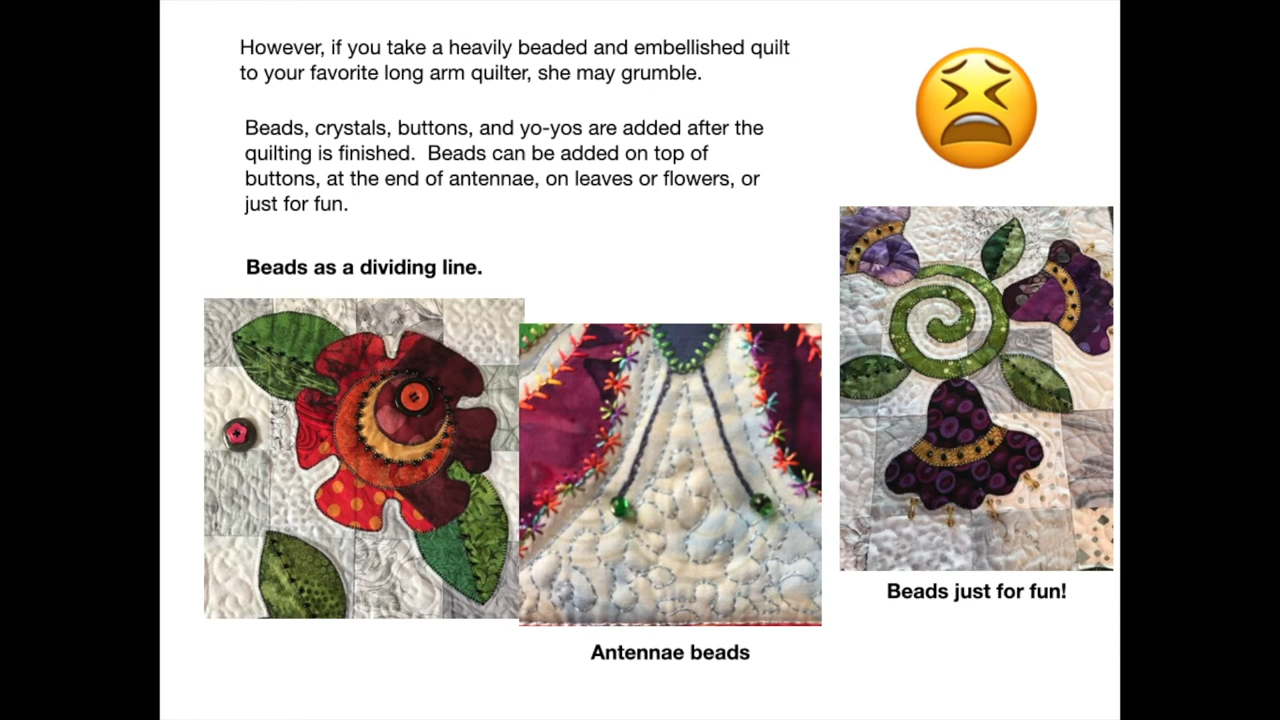 However, if you take a heavily beaded and embellished quilt
to your favorite long arm quilter, she may grumble.
Beads, crystals, buttons, and yo-yos are added after the
quilting is finished.  Beads can be added on top of
buttons, at the end of antennae, on leaves or flowers, or
just for fun.
Beads as a dividing line.
Antennae beads
Beads just for fun!